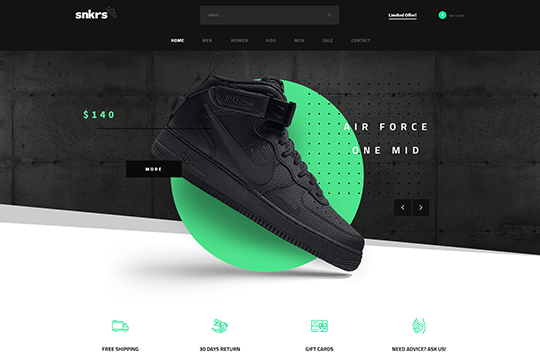 snkrs
Search
Limited Offer!
MY CART
HOME MEN WOMEN KIDS NEW SALE CONTACT
$140
AIR FORCE
ONE MID
MORE
FREE SHIPPING
30 DAYS RETURN
GIFT CARDS
NEED ADVICE? ASK US!